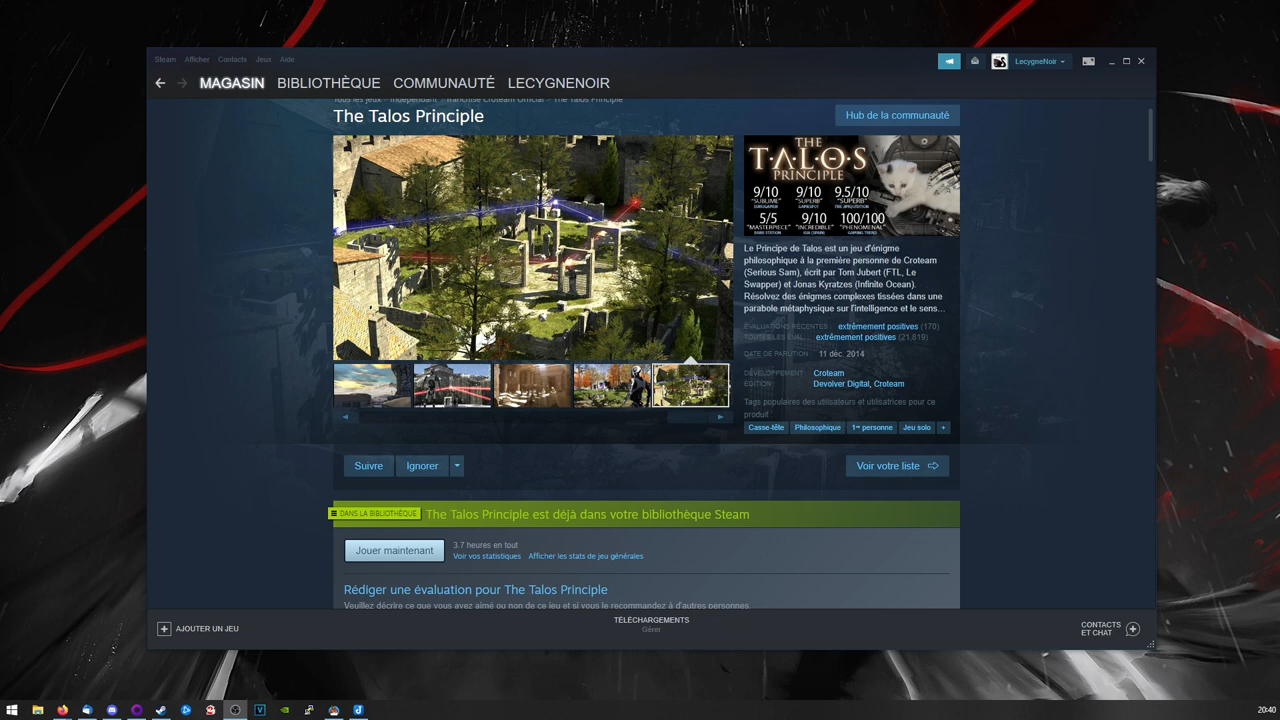 Steam Afficher Contacts Jeux Aide
LecygneNoir
MAGASIN BIBLIOTHÈQUE COMMUNAUTÉ LECYGNENOIR
Tous les jeux > Indépendant > Franchise Croteam Official > The Talos Principle
The Talos Principle
Hub de la communauté
THE
TALOS
PRINCIPLE
9/10 9/10 9.5/10
"SUBLIME" "SUPERB" "SUPERB"
EUROGAMER GAMESPOT
5/5 9/10 100/100
"MASTERPIECE" "INCREDIBLE" "PHENOMENAL"
DARK STATION IGN (SPAIN) GAMING TREND
Le Principe de Talos est un jeu d'énigme
philosophique à la première personne de Croteam
(Serious Sam), écrit par Tom Jubert (FTL, Le
Swapper) et Jonas Kyratzes (Infinite Ocean).
Résolvez des énigmes complexes tissées dans une
parabole métaphysique sur l'intelligence et le sens...
ÉVALUATIONS RÉCENTES : extrêmement positives (170)
TOUTES LES ÉVAL. : extrêmement positives (21,819)
DATE DE PARUTION : 11 déc. 2014
DÉVELOPPEMENT : Croteam
ÉDITION : Devolver Digital, Croteam
Tags populaires des utilisateurs et utilisatrices pour ce
produit :
Casse-tête Philosophique 1ʳᵉ personne Jeu solo +
Suivre Ignorer
Voir votre liste
DANS LA BIBLIOTHÈQUE The Talos Principle est déjà dans votre bibliothèque Steam
Jouer maintenant
3.7 heures en tout
Voir vos statistiques Afficher les stats de jeu générales
Rédiger une évaluation pour The Talos Principle
Veuillez décrire ce que vous avez aimé ou non de ce jeu et si vous le recommandez à d'autres personnes.
AJOUTER UN JEU
TÉLÉCHARGEMENTS
Gérer
CONTACTS
ET CHAT
20:40